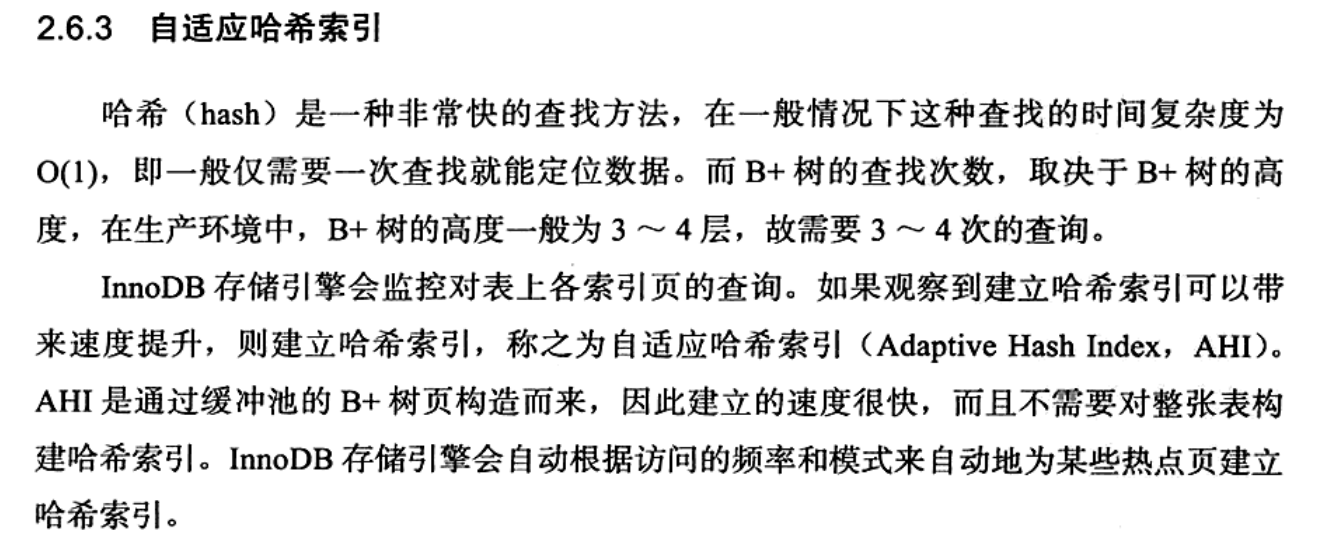 2.6.3 自适应哈希索引
哈希（hash）是一种非常快的查找方法，在一般情况下这种查找的时间复杂度为
O(1)，即一般仅需要一次查找就能定位数据。而 B+ 树的查找次数，取决于 B+ 树的高
度，在生产环境中，B+ 树的高度一般为 3 ～ 4 层，故需要 3 ～ 4 次的查询。
InnoDB 存储引擎会监控对表上各索引页的查询。如果观察到建立哈希索引可以带
来速度提升，则建立哈希索引，称之为自适应哈希索引（Adaptive Hash Index，AHI）。
AHI 是通过缓冲池的 B+ 树页构造而来，因此建立的速度很快，而且不需要对整张表构
建哈希索引。InnoDB 存储引擎会自动根据访问的频率和模式来自动地为某些热点页建立
哈希索引。